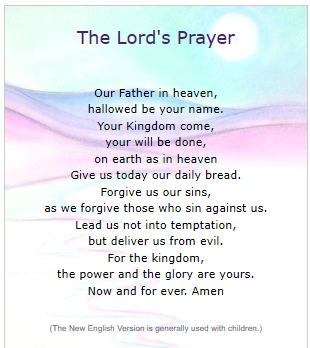 The Lord's Prayer
Our Father in heaven,
hallowed be your name.
Your Kingdom come,
your will be done,
on earth as in heaven
Give us today our daily bread.
Forgive us our sins,
as we forgive those who sin against us.
Lead us not into temptation,
but deliver us from evil.
For the kingdom,
the power and the glory are yours.
Now and for ever. Amen
(The New English Version is generally used with children.)